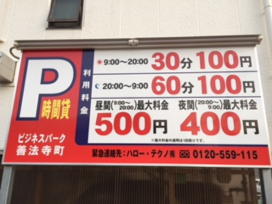 P
時間貸
ビジネスパーク
善法寺町
利用料金
9:00~20:00 30分 100円
20:00~9:00 60分 100円
昼間(9:00~20:00)最大料金 500円
夜間(20:00~9:00)最大料金 400円
緊急連絡先:ハロー・テクノ㈲ 0120-559-115